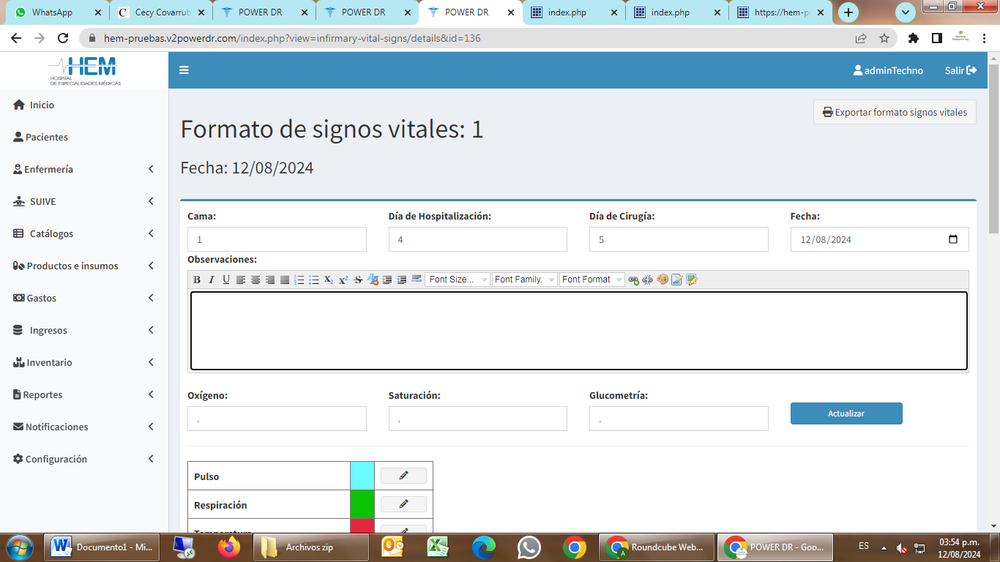 WhatsApp
Cecy Covarrub
POWER DR
POWER DR
POWER DR
index.php
index.php
https://hem-p
hem-pruebas.v2powerdr.com/index.php?view=infirmary-vital-signs/details&id=136
HEM
HOSPITAL
DE ESPECIALIDADES MÉDICAS
adminTechno
Salir
Inicio
Pacientes
Enfermería
SUIVE
Catálogos
Productos e insumos
Gastos
Ingresos
Inventario
Reportes
Notificaciones
Configuración
Exportar formato signos vitales
Formato de signos vitales: 1
Fecha: 12/08/2024
Cama: Día de Hospitalización: Día de Cirugía: Fecha:
1 4 5 12/08/2024
Observaciones:
B I U X2 X2 S Font Size... Font Family. Font Format
Oxígeno: Saturación: Glucometría:
. . . Actualizar
Pulso
Respiración
Temperatura
Documento1 - Mi...
Archivos zip
Roundcube Web...
POWER DR - Goo...
ES
03:54 p.m.
12/08/2024